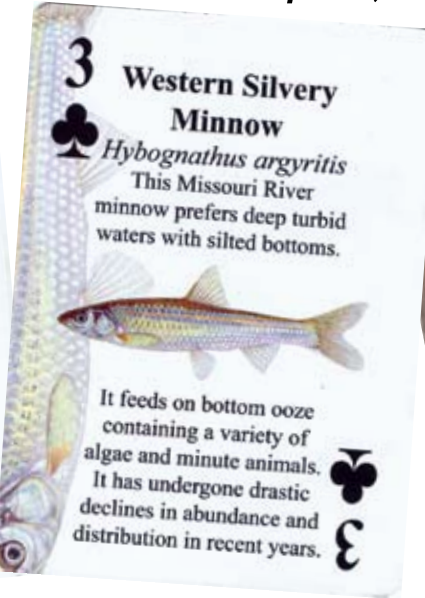 3
Western Silvery
Minnow
Hybognathus argyritis
This Missouri River
minnow prefers deep turbid
waters with silted bottoms.
It feeds on bottom ooze
containing a variety of
algae and minute animals.
It has undergone drastic
declines in abundance and
distribution in recent years.
3